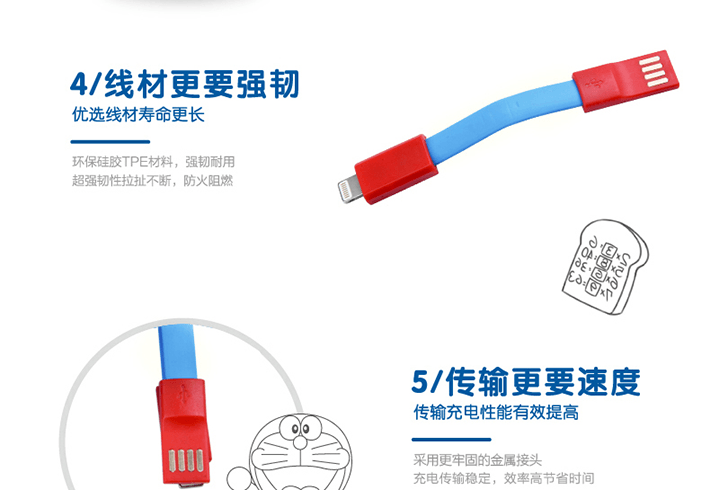 4/线材更要强韧
优选线材寿命更长
环保硅胶TPE材料，强韧耐用
超强韧性拉扯不断，防火阻燃
5/传输更要速度
传输充电性能有效提高
采用更牢固的金属接头
充电传输稳定，效率高节省时间